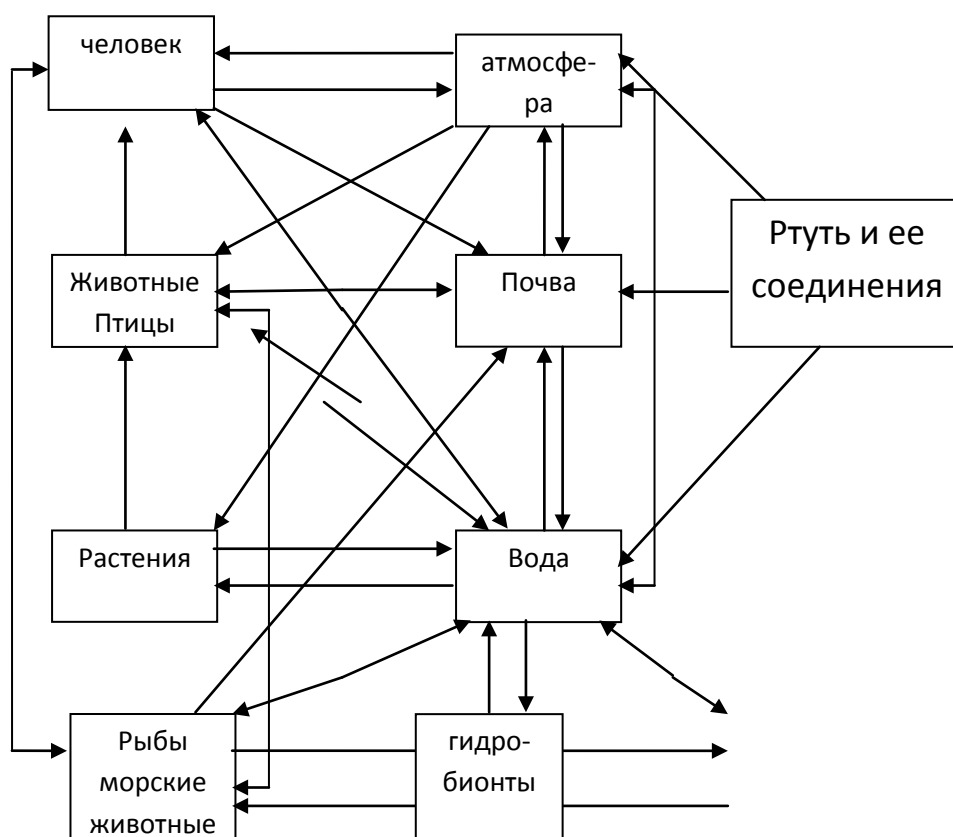 человек
атмосфе-
ра
Ртуть и ее
соединения
Животные
Птицы
Почва
Растения
Вода
Рыбы
морские
животные
гидро-
бионты